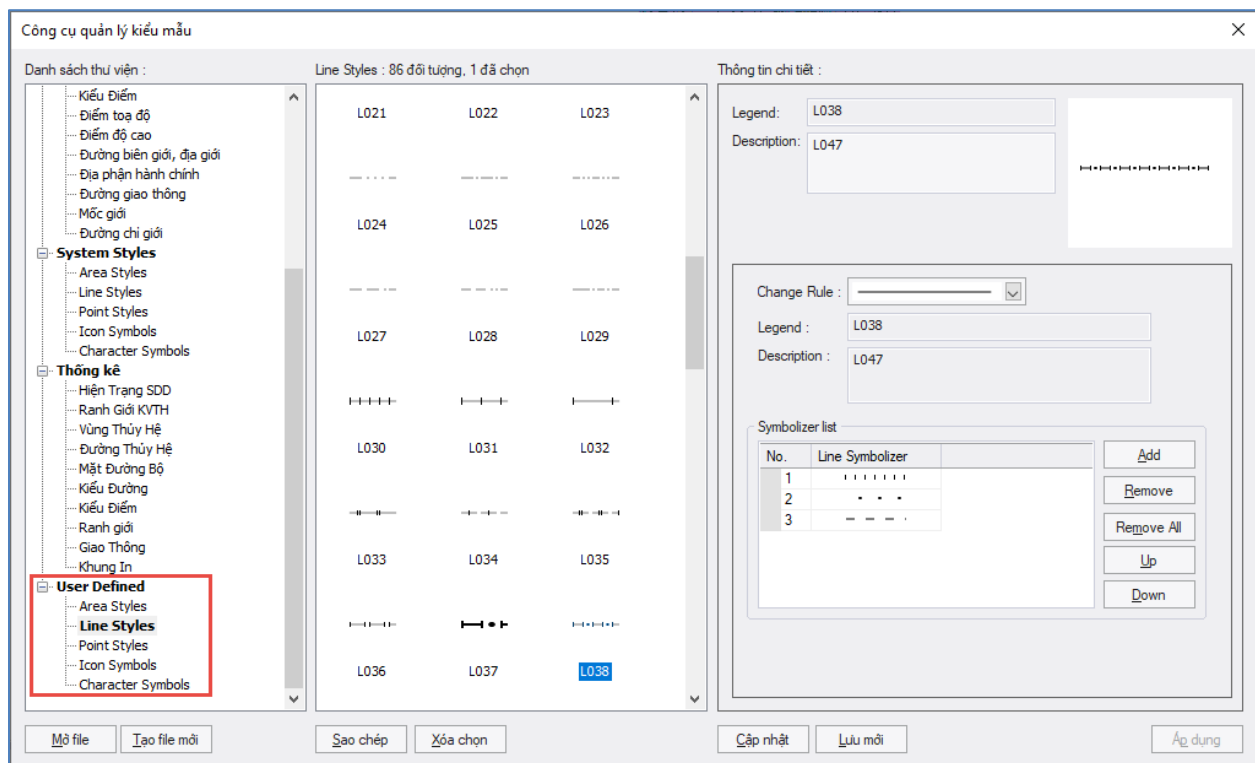 Công cụ quản lý kiểu mẫu
Danh sách thư viện :
Kiểu Điểm
Điểm toạ độ
Điểm độ cao
Đường biên giới, địa giới
Địa phận hành chính
Đường giao thông
Mốc giới
Đường chỉ giới
System Styles
Area Styles
Line Styles
Point Styles
Icon Symbols
Character Symbols
Thống kê
Hiện Trạng SDD
Ranh Giới KVTH
Vùng Thủy Hệ
Đường Thủy Hệ
Mặt Đường Bộ
Kiểu Đường
Kiểu Điểm
Ranh giới
Giao Thông
Khung In
User Defined
Area Styles
Line Styles
Point Styles
Icon Symbols
Character Symbols
Mở file
Tạo file mới
Line Styles : 86 đối tượng, 1 đã chọn
L021 L022 L023
L024 L025 L026
L027 L028 L029
L030 L031 L032
L033 L034 L035
L036 L037 L038
Sao chép
Xóa chọn
Thông tin chi tiết :
Legend: L038
Description: L047
Change Rule :
Legend : L038
Description : L047
Symbolizer list
No. Line Symbolizer
1
2
3
Add
Remove
Remove All
Up
Down
Cập nhật
Lưu mới
Áp dụng